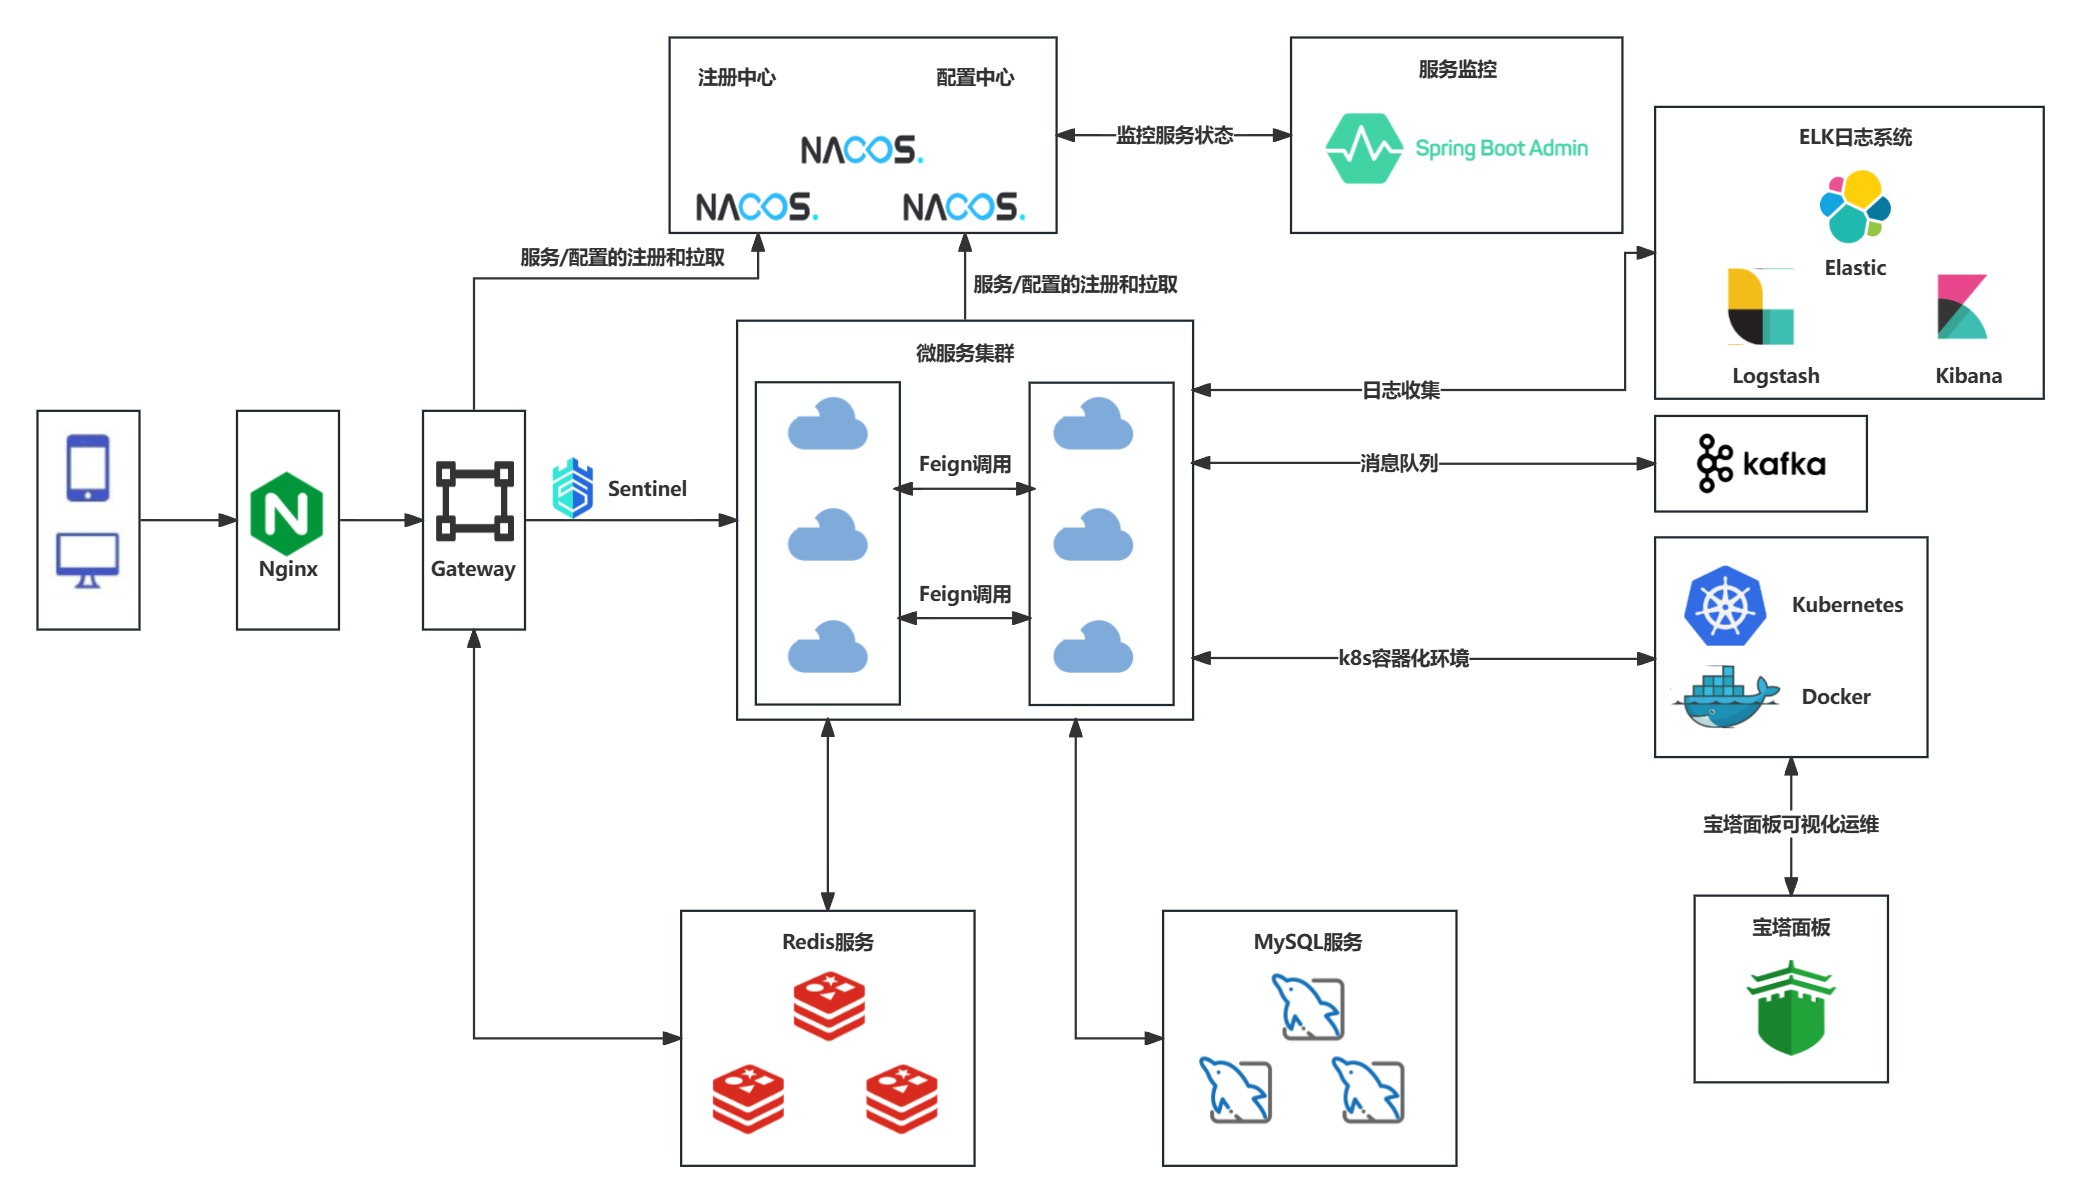 注册中心
配置中心
NACOS.
NACOS.
NACOS.
监控服务状态
服务监控
Spring Boot Admin
ELK日志系统
Elastic
Logstash
Kibana
服务/配置的注册和拉取
服务/配置的注册和拉取
微服务集群
Feign调用
Feign调用
日志收集
消息队列
kafka
N
Nginx
Gateway
Sentinel
k8s容器化环境
Kubernetes
Docker
宝塔面板可视化运维
宝塔面板
Redis服务
MySQL服务